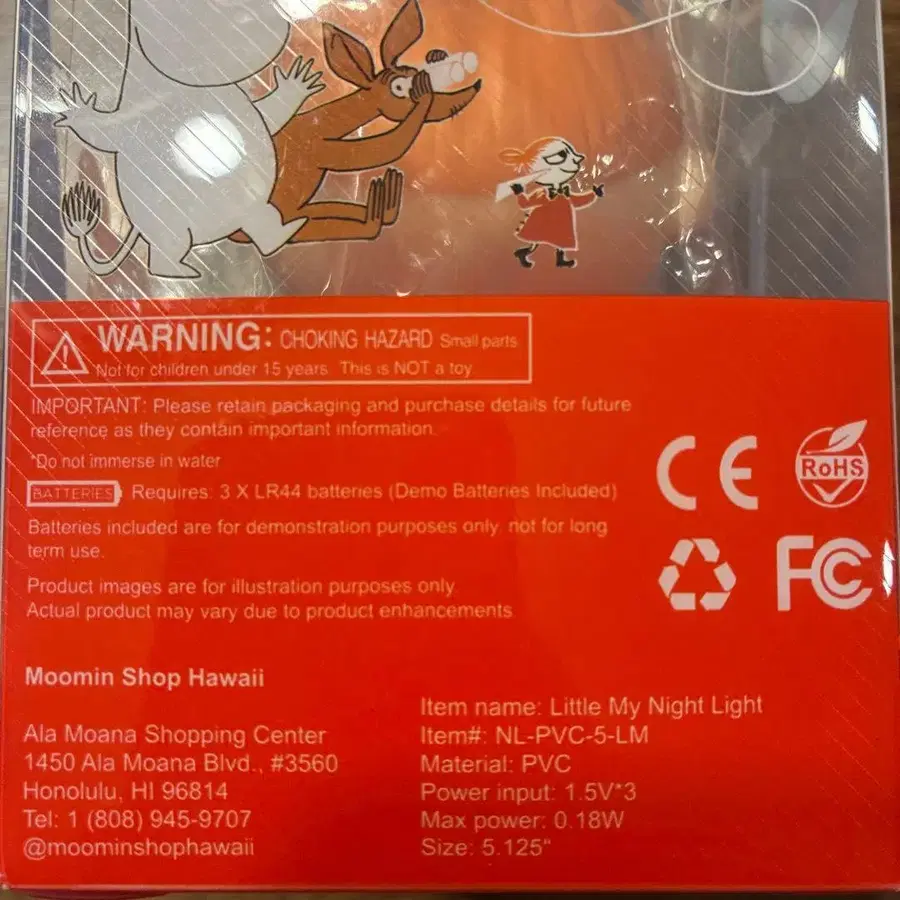 WARNING: CHOKING HAZARD Small parts.
Not for children under 15 years. This is NOT a toy.
IMPORTANT: Please retain packaging and purchase details for future
reference as they contain important information.
*Do not immerse in water
BATTERIES Requires: 3 X LR44 batteries (Demo Batteries Included)
Batteries included are for demonstration purposes only, not for long
term use.
Product images are for illustration purposes only.
Actual product may vary due to product enhancements.
CE
RoHS
FC
Moomin Shop Hawaii
Ala Moana Shopping Center
1450 Ala Moana Blvd., #3560
Honolulu, HI 96814
Tel: 1 (808) 945-9707
@moominshophawaii
Item name: Little My Night Light
Item#: NL-PVC-5-LM
Material: PVC
Power input: 1.5V*3
Max power: 0.18W
Size: 5.125"